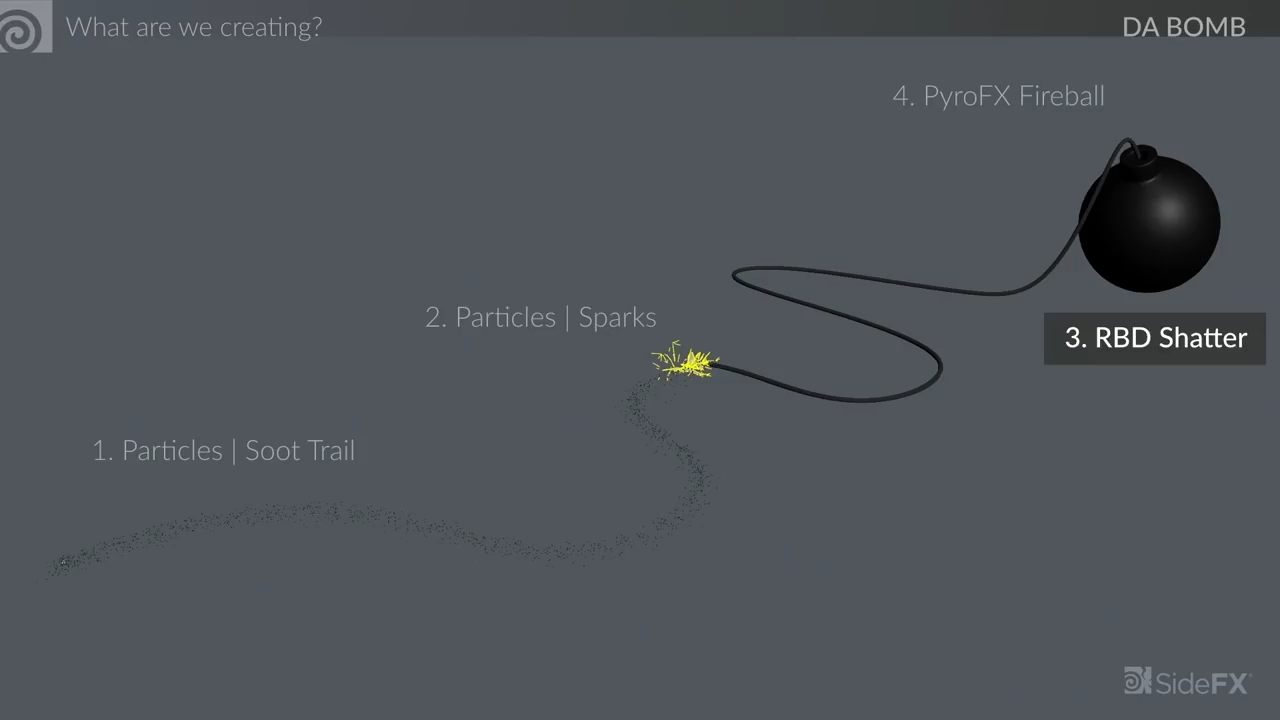 What are we creating?
DA BOMB
4. PyroFX Fireball
3. RBD Shatter
2. Particles | Sparks
1. Particles | Soot Trail
SideFX